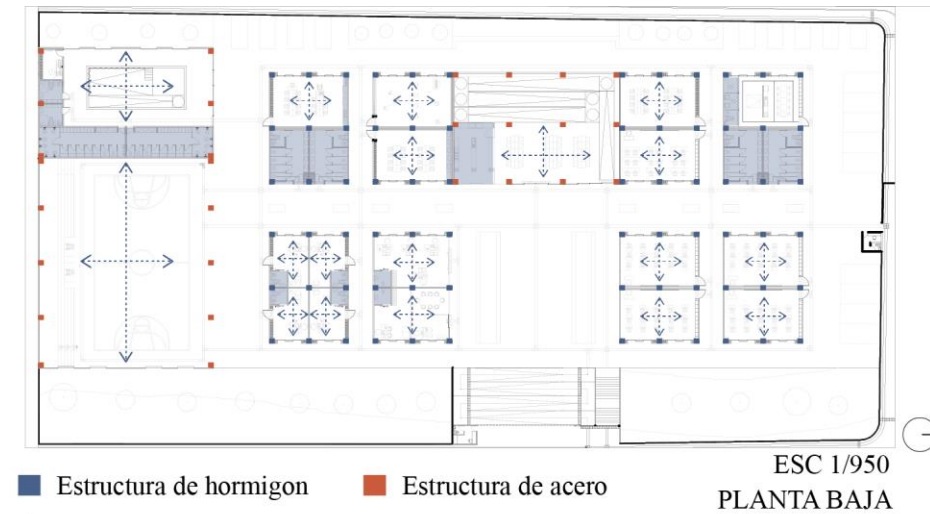 Estructura de hormigon
Estructura de acero
ESC 1/950
PLANTA BAJA